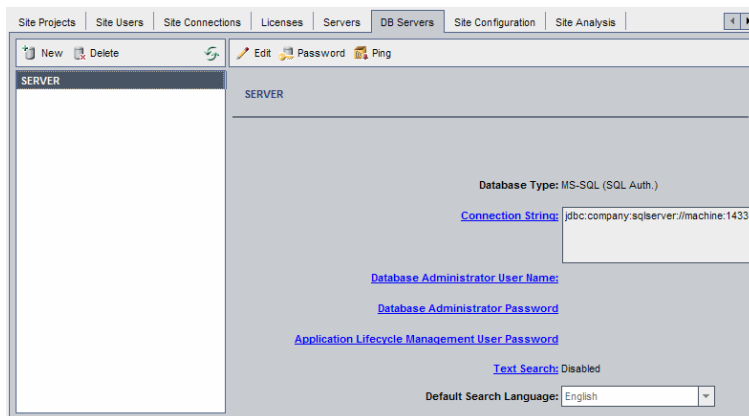 Site Projects Site Users Site Connections Licenses Servers DB Servers Site Configuration Site Analysis
New Delete Edit Password Ping
SERVER
SERVER
Database Type: MS-SQL (SQL Auth.)
Connection String: jdbc:company:sqlserver://machine:1433
Database Administrator User Name:
Database Administrator Password
Application Lifecycle Management User Password
Text Search: Disabled
Default Search Language: English